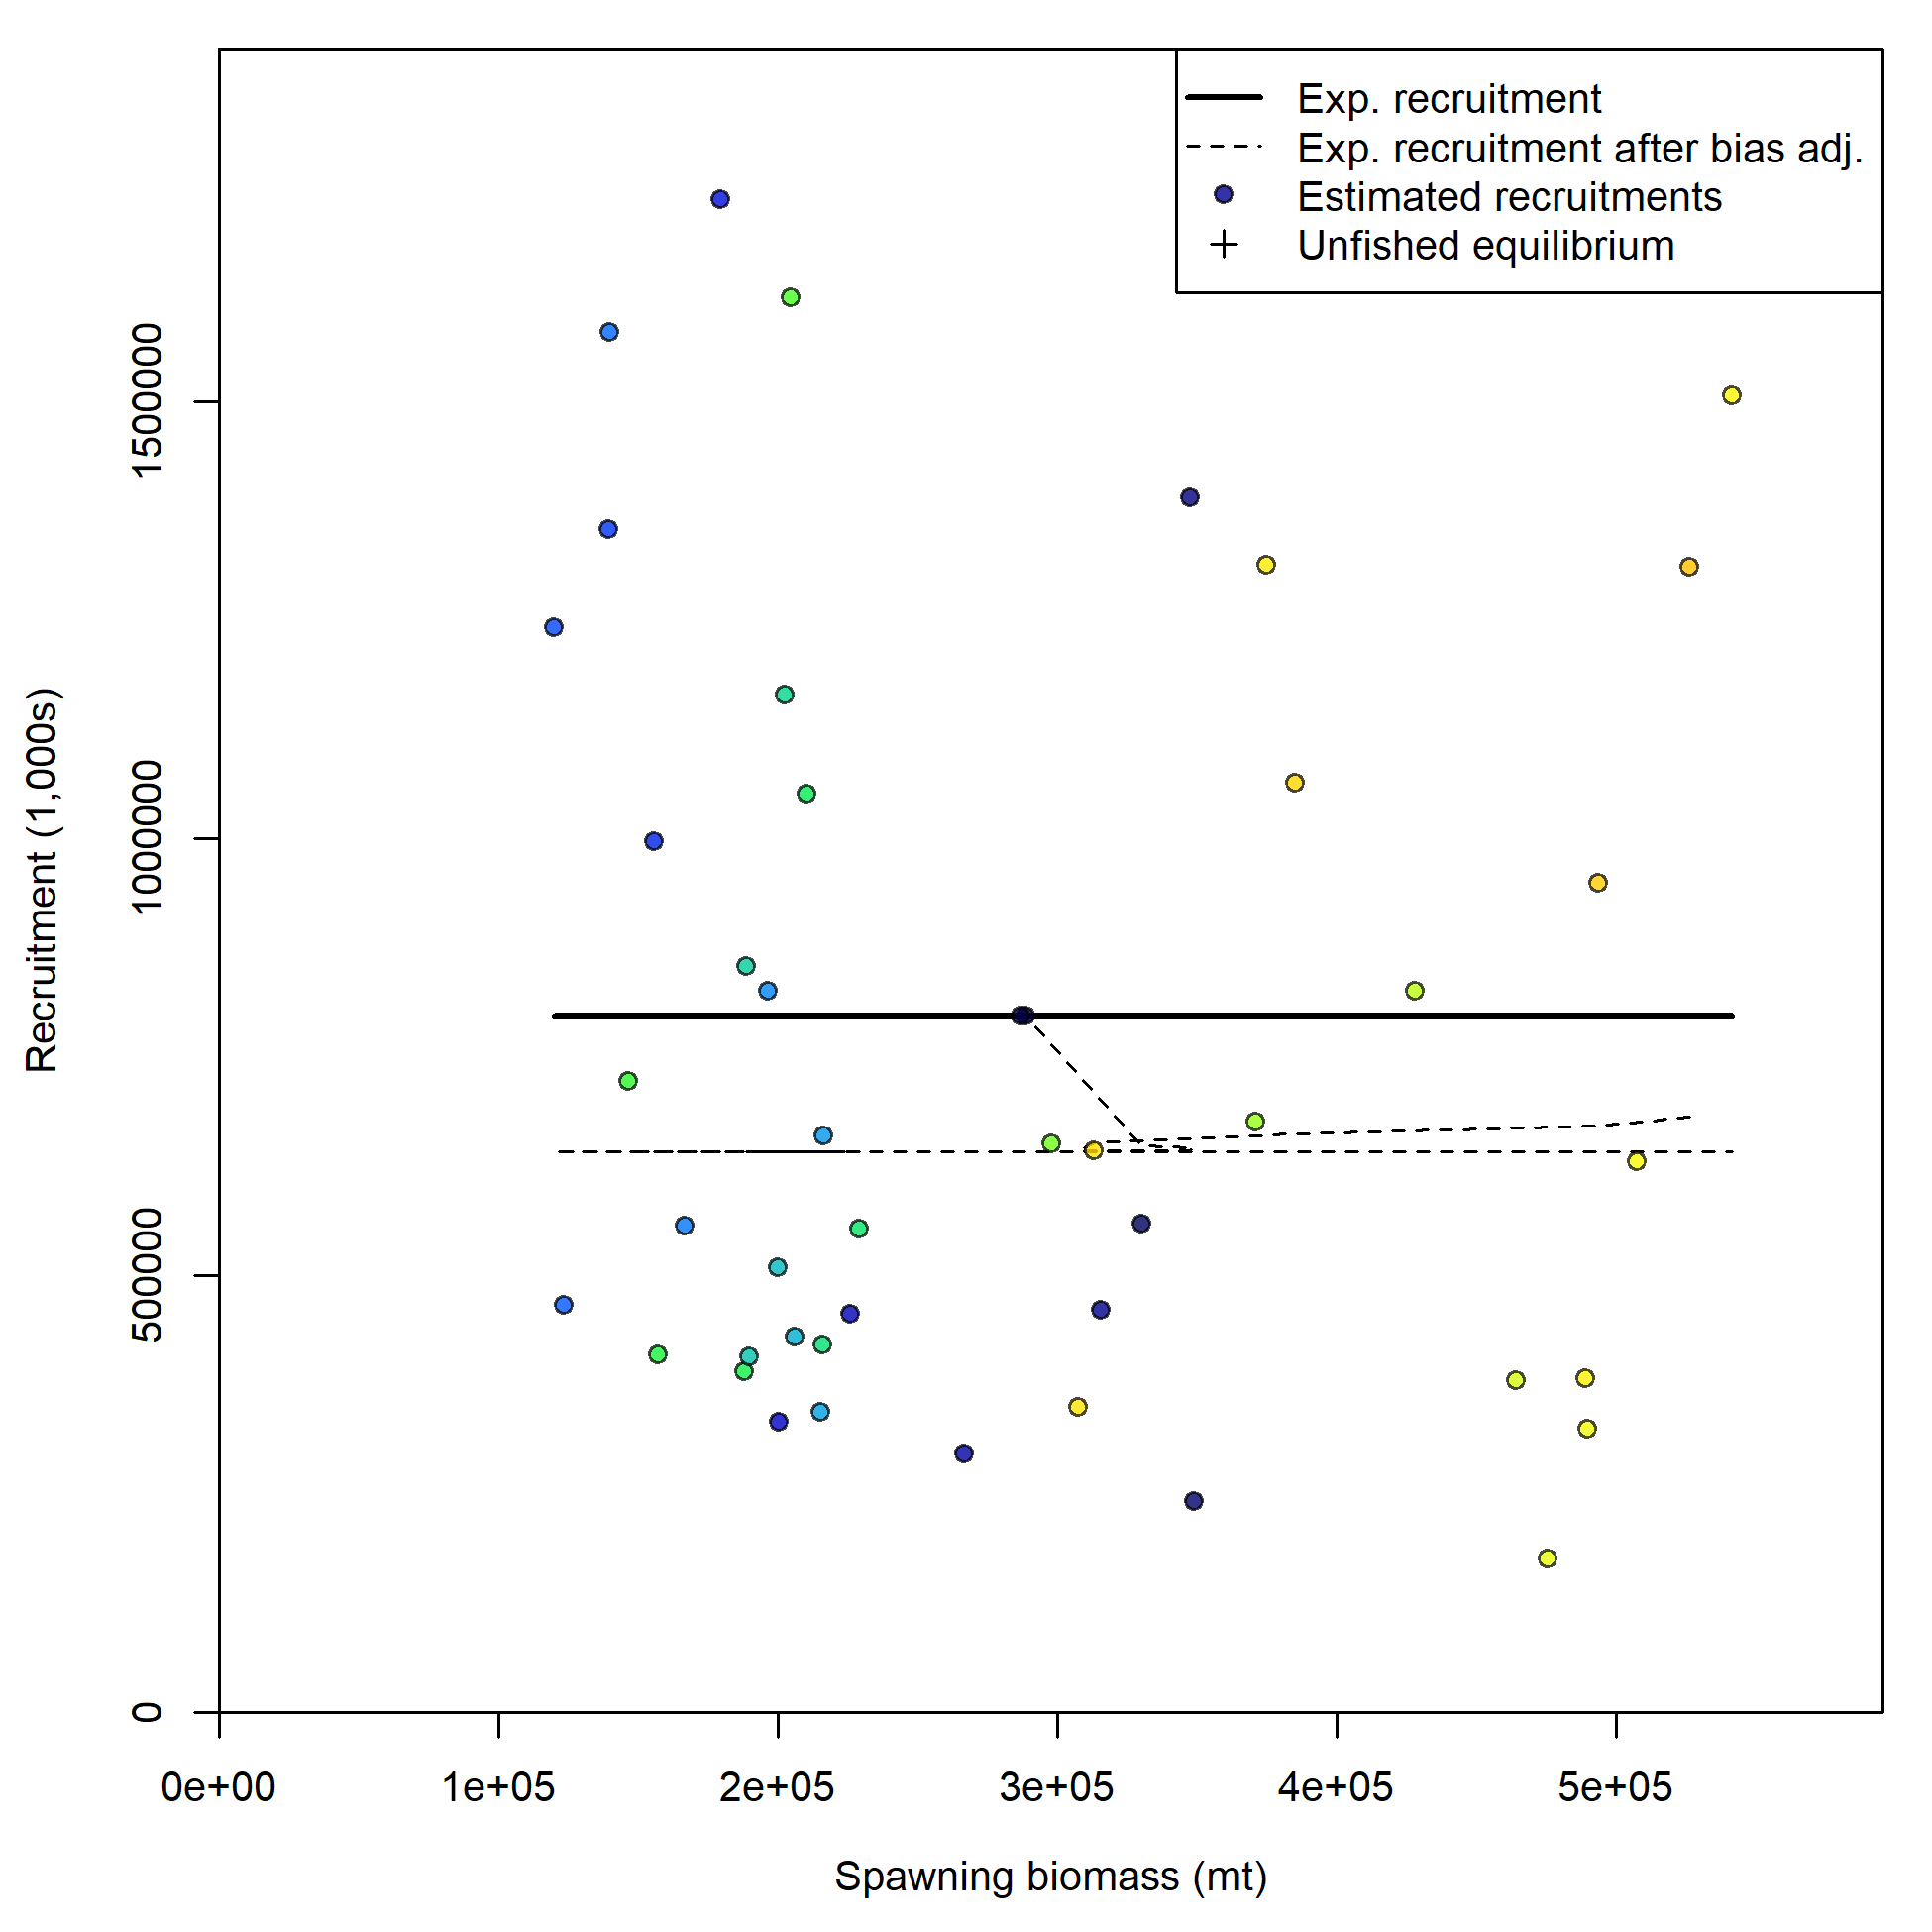 Exp. recruitment
Exp. recruitment after bias adj.
Estimated recruitments
Unfished equilibrium
Recruitment (1,000s)
1500000
1000000
500000
0
0e+00 1e+05 2e+05 3e+05 4e+05 5e+05
Spawning biomass (mt)